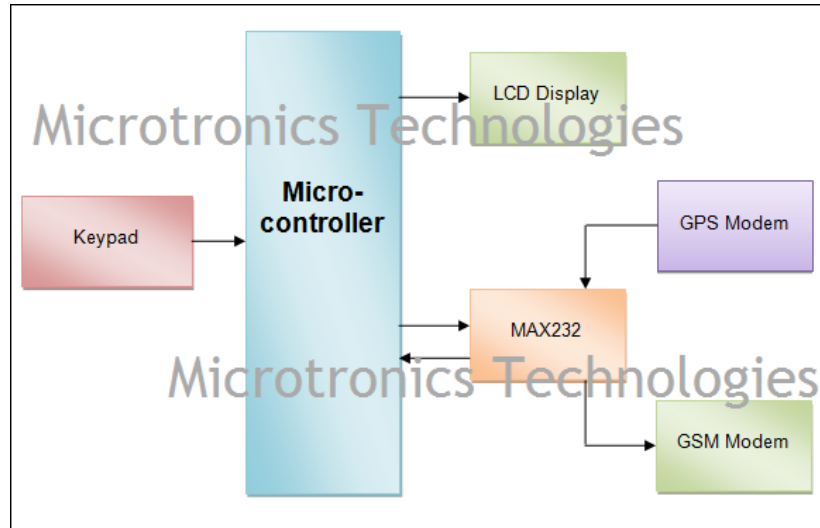 LCD Display
Microtronics Technologies
Micro-
controller
Keypad
GPS Modem
MAX232
Microtronics Technologies
GSM Modem